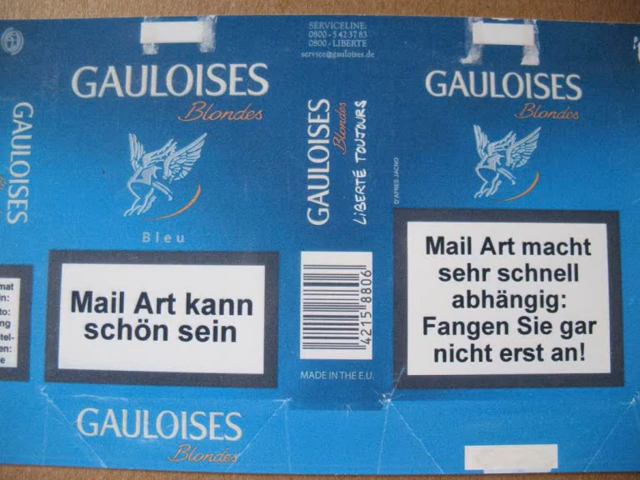 SERVICELINE:
0800 - 5 42 37 83
0800 - LIBERTE
service@gauloises.de
GAULOISES
Blondes
Bleu
Mail Art kann
schön sein
GAULOISES
Blondes
GAULOISES
Blondes
LIBERTÉ TOUJOURS
4215 8806
MADE IN THE E.U.
GAULOISES
Blondes
D'APRES JACNO
Mail Art macht
sehr schnell
abhängig:
Fangen Sie gar
nicht erst an!
GAULOISES